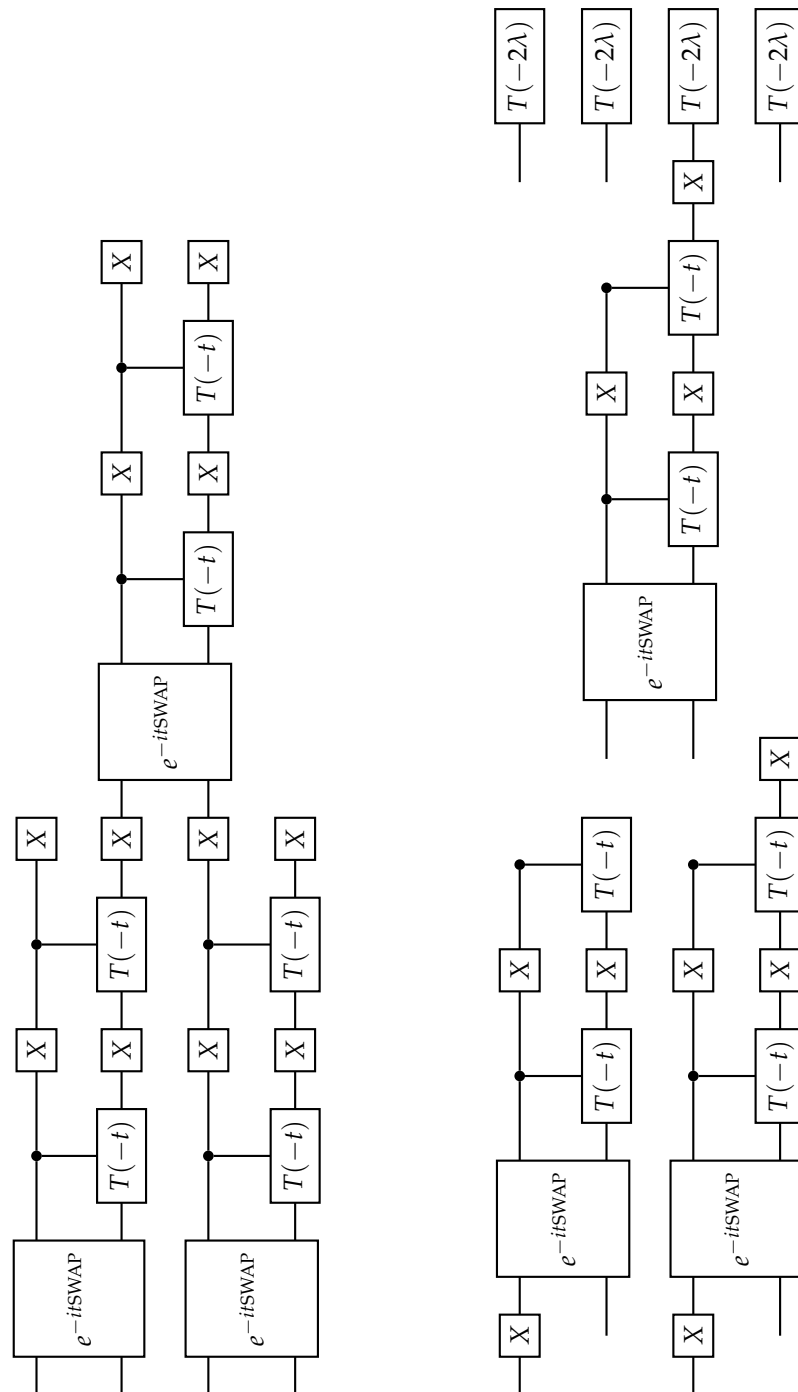 X X
e^{−itSWAP}
T(−t) X T(−t) X X X
e^{−itSWAP}
X X T(−t) X T(−t) X
e^{−itSWAP}
T(−t) X T(−t) X
X X T(−2λ)
e^{−itSWAP}
T(−t) X T(−t) X T(−2λ)
e^{−itSWAP}
X X T(−t) X T(−t) X T(−2λ)
e^{−itSWAP}
T(−t) X T(−t) X T(−2λ)